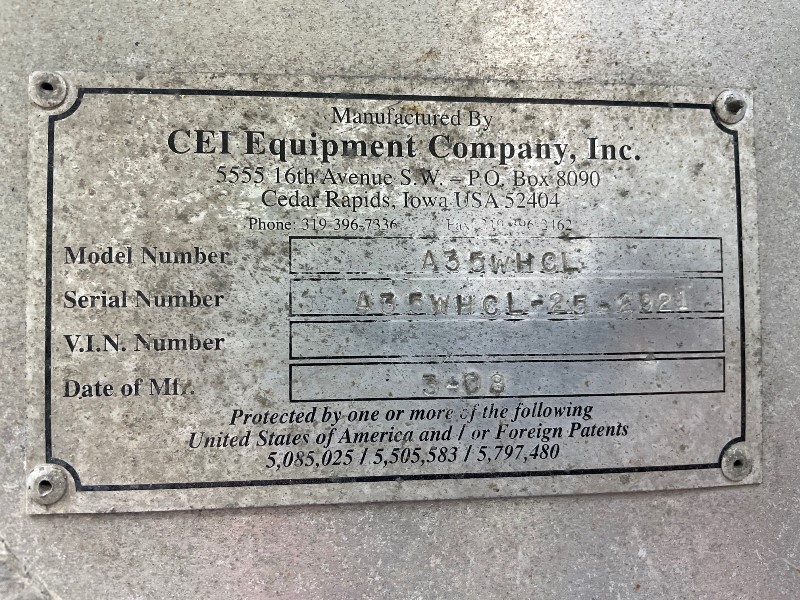 Manufactured By
CEI Equipment Company, Inc.
5555 16th Avenue S.W. – P.O. Box 8090
Cedar Rapids, Iowa USA 52404
Phone: 319-396-7336 Fax:
Model Number A35WHCL
Serial Number A35WHCL-25-2921
V.I.N. Number
Date of Mf. 3-08
Protected by one or more of the following
United States of America and / or Foreign Patents
5,085,025 / 5,505,583 / 5,797,480